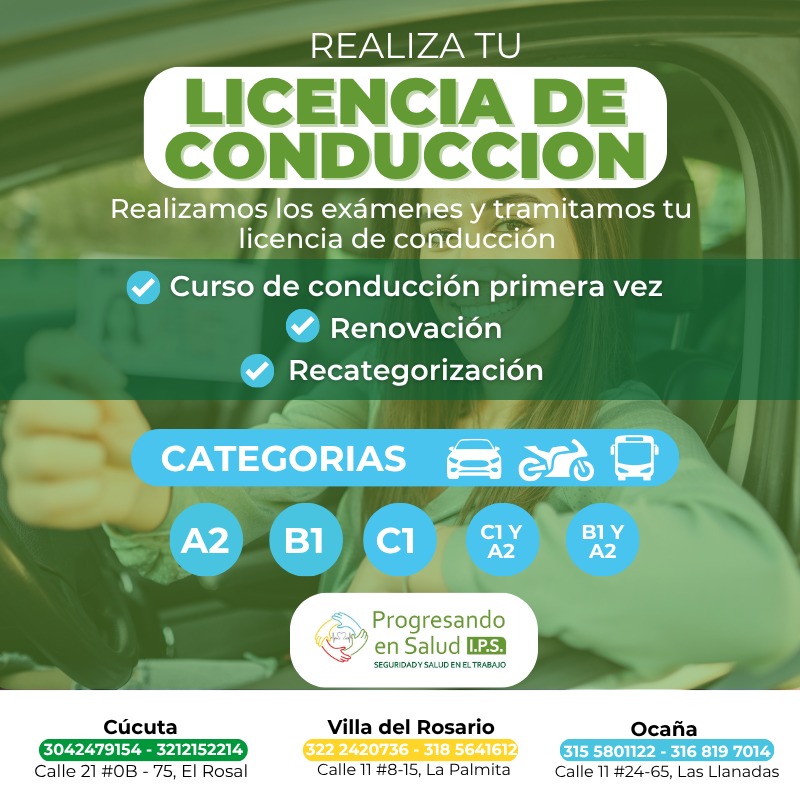 REALIZA TU
LICENCIA DE
CONDUCCION
Realizamos los exámenes y tramitamos tu
licencia de conducción
Curso de conducción primera vez
Renovación
Recategorización
CATEGORIAS
A2
B1
C1
C1 Y
A2
B1 Y
A2
Progresando
en Salud I.P.S.
SEGURIDAD Y SALUD EN EL TRABAJO
Cúcuta
3042479154 - 3212152214
Calle 21 #0B - 75, El Rosal
Villa del Rosario
322 2420736 - 318 5641612
Calle 11 #8-15, La Palmita
Ocaña
315 5801122 - 316 819 7014
Calle 11 #24-65, Las Llanadas